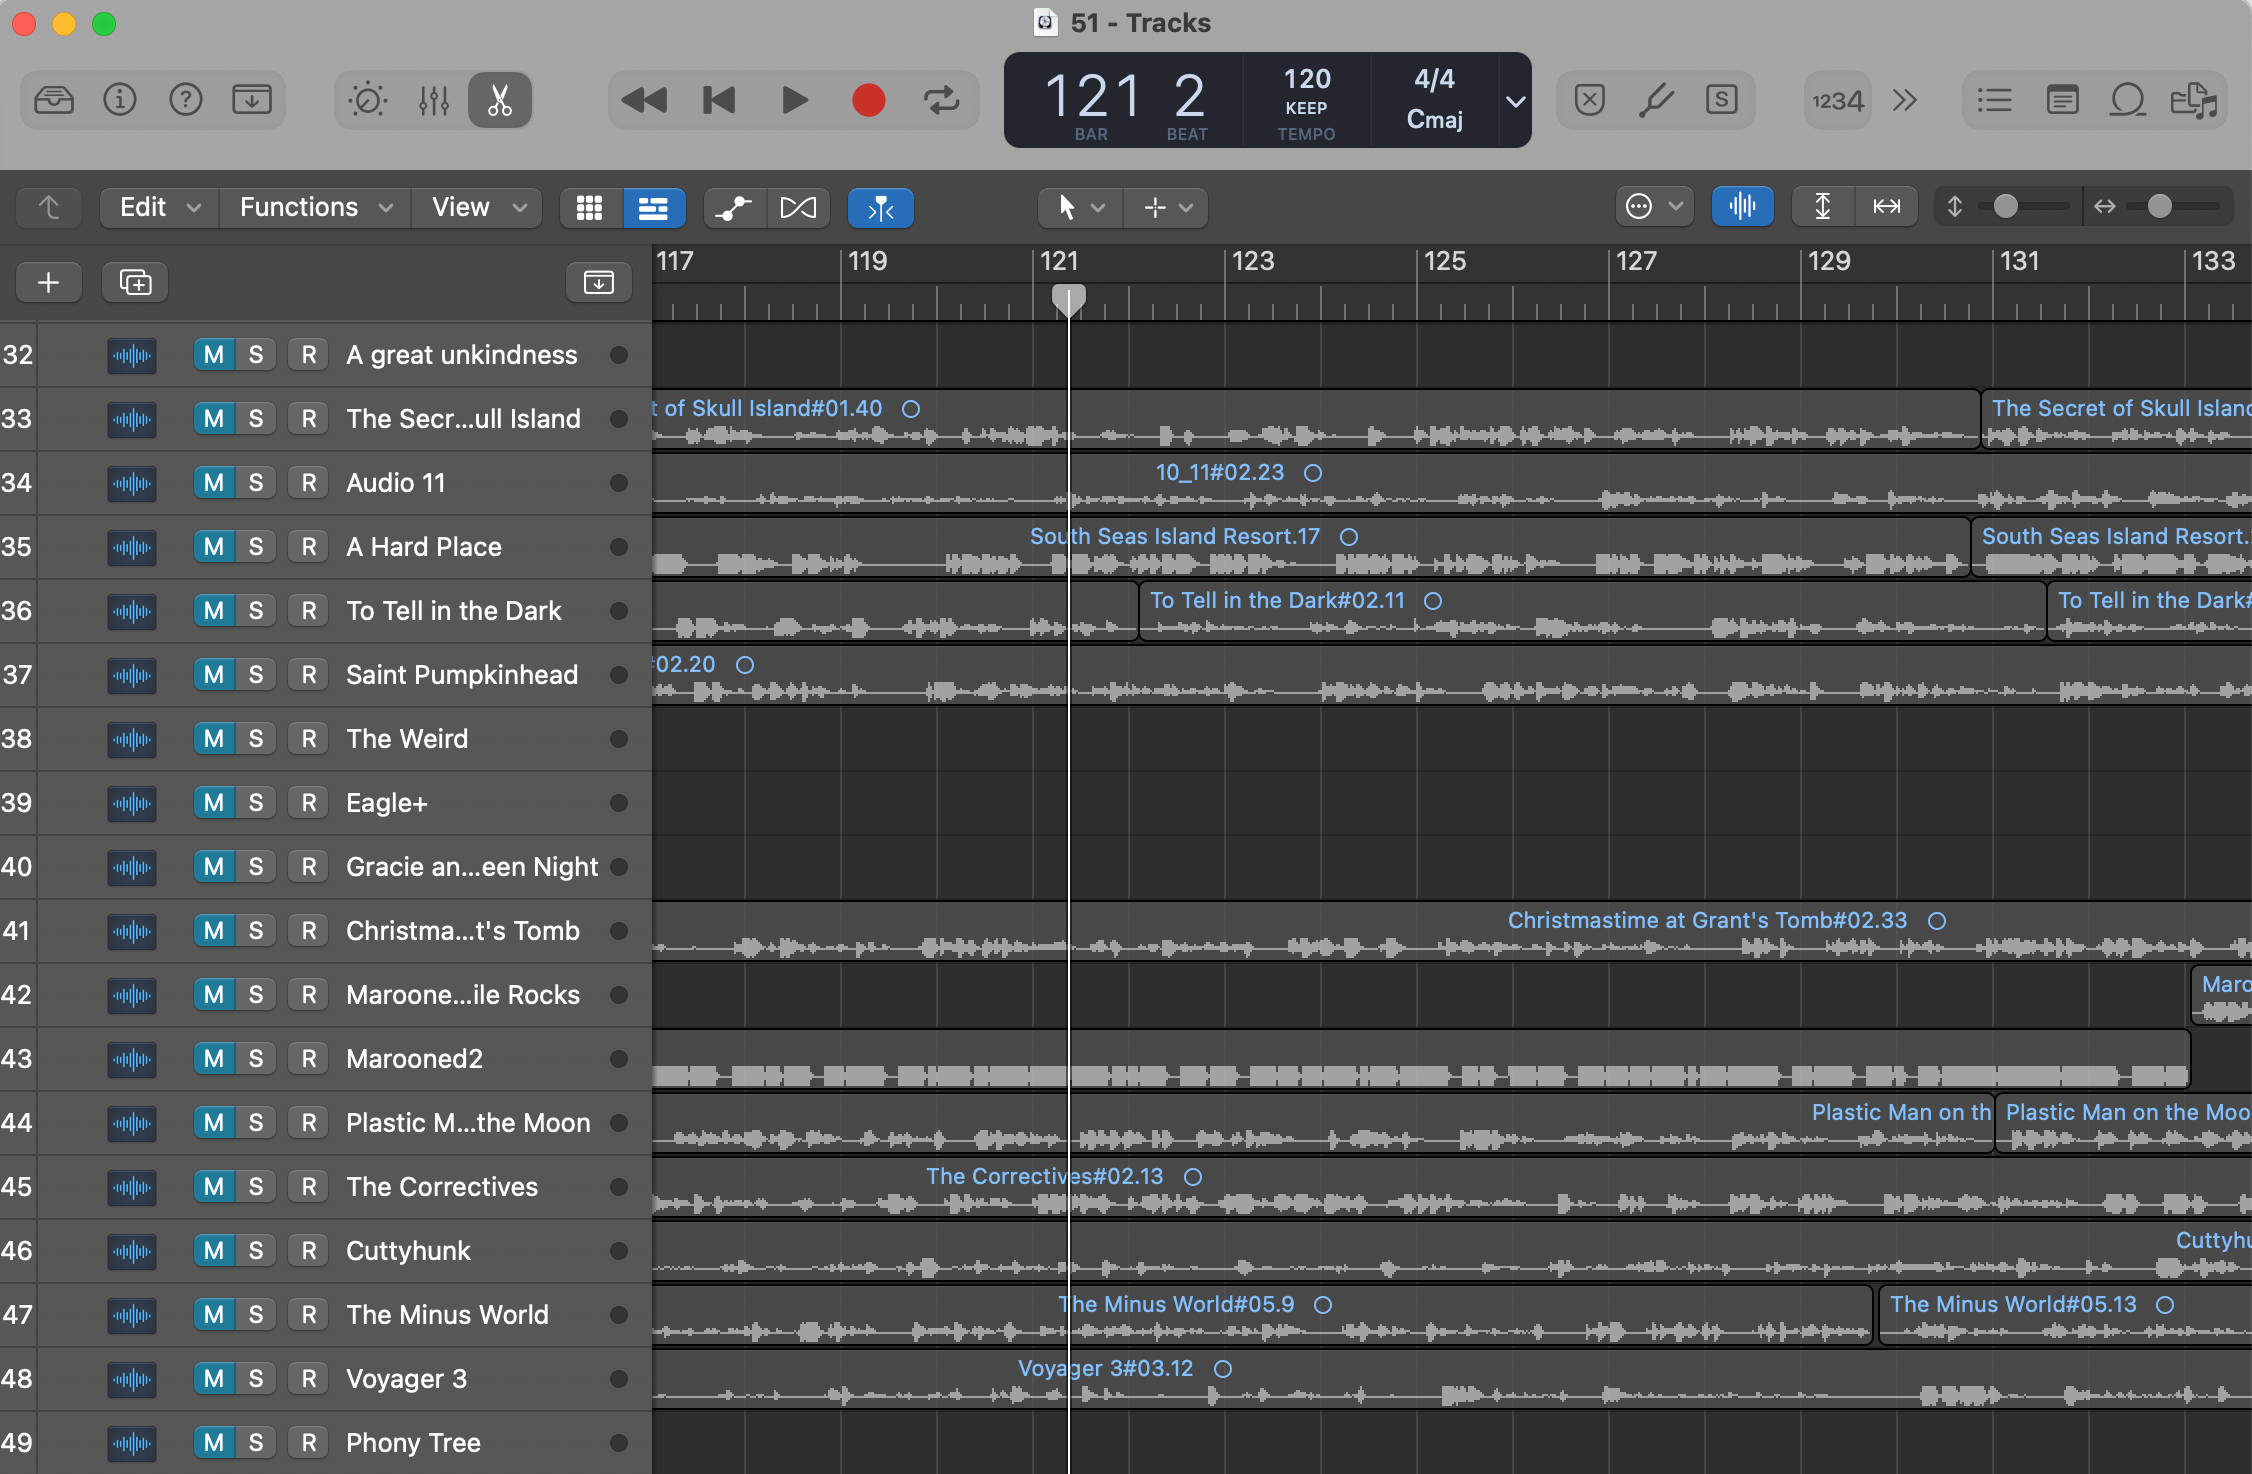 51 - Tracks
121 2
BAR BEAT
120
KEEP
TEMPO
4/4
Cmaj
S
1234
Edit
Functions
View
117 119 121 123 125 127 129 131 133
32 M S R A great unkindness
33 M S R The Secr...ull Island
t of Skull Island#01.40
The Secret of Skull Island
34 M S R Audio 11
10_11#02.23
35 M S R A Hard Place
South Seas Island Resort.17
South Seas Island Resort.
36 M S R To Tell in the Dark
To Tell in the Dark#02.11
To Tell in the Dark#
37 M S R Saint Pumpkinhead
#02.20
38 M S R The Weird
39 M S R Eagle+
40 M S R Gracie an...een Night
41 M S R Christma...t's Tomb
Christmastime at Grant's Tomb#02.33
42 M S R Maroone...ile Rocks
Maro
43 M S R Marooned2
44 M S R Plastic M...the Moon
Plastic Man on th
Plastic Man on the Moo
45 M S R The Correctives
The Correctives#02.13
46 M S R Cuttyhunk
Cuttyhu
47 M S R The Minus World
The Minus World#05.9
The Minus World#05.13
48 M S R Voyager 3
Voyager 3#03.12
49 M S R Phony Tree